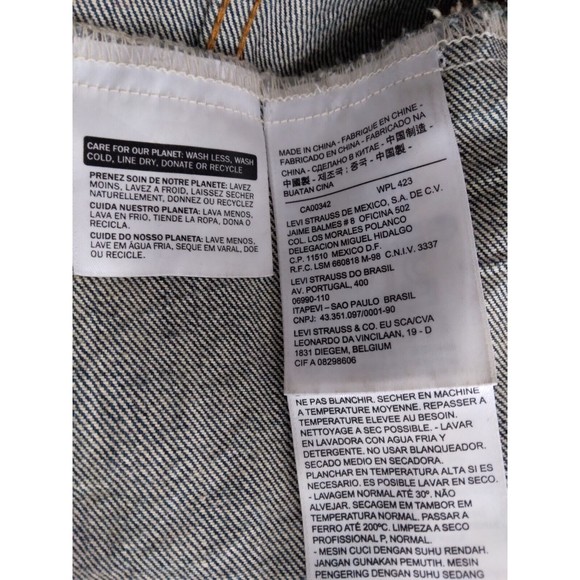 CARE FOR OUR PLANET: WASH LESS, WASH
COLD, LINE DRY, DONATE OR RECYCLE
PRENEZ SOIN DE NOTRE PLANETE: LAVEZ
MOINS, LAVEZ A FROID, LAISSEZ SECHER
NATURELLEMENT, DONNEZ OU RECYCLEZ
CUIDA NUESTRO PLANETA: LAVA MENOS,
LAVA EN FRIO, TIENDE LA ROPA, DONA O
RECICLA.
CUIDE DO NOSSO PLANETA: LAVE MENOS,
LAVE EM ÁGUA FRIA, SEQUE EM VARAL, DOE
OU RECICLE.
MADE IN CHINA - FABRIQUE EN CHINE -
FABRICADO EN CHINA - FABRICADO NA
CHINA - СДЕЛАНО В КИТАЕ - 中国制造 -
中國製 - 제조국: 중국 - 中国製 -
BUATAN CINA
CA00342 WPL 423
LEVI STRAUSS DE MEXICO, S.A. DE C.V.
JAIME BALMES # 8 OFICINA 502
COL. LOS MORALES POLANCO
DELEGACION MIGUEL HIDALGO
C.P. 11510 MEXICO D.F.
R.F.C. LSM 660818 M-98 C.N.I.V. 3337
LEVI STRAUSS DO BRASIL
AV. PORTUGAL, 400
06990-110
ITAPEVI – SAO PAULO BRASIL
CNPJ: 43.351.097/0001-90
LEVI STRAUSS & CO. EU SCA/CVA
LEONARDO DA VINCILAAN, 19 - D
1831 DIEGEM, BELGIUM
CIF A 08298606
NE PAS BLANCHIR. SECHER EN MACHINE
A TEMPERATURE MOYENNE. REPASSER A
TEMPERATURE ELEVEE AU BESOIN.
NETTOYAGE A SEC POSSIBLE. - LAVAR
EN LAVADORA CON AGUA FRIA Y
DETERGENTE. NO USAR BLANQUEADOR.
SECADO MEDIO EN SECADORA.
PLANCHAR EN TEMPERATURA ALTA SI ES
NECESARIO. ES POSIBLE LAVAR EN SECO.
- LAVAGEM NORMAL ATÉ 30º. NÃO
ALVEJAR. SECAGEM EM TAMBOR EM
TEMPERATURA NORMAL. PASSAR A
FERRO ATÉ 200ºC. LIMPEZA A SECO
PROFISSIONAL P, NORMAL.
- MESIN CUCI DENGAN SUHU RENDAH.
JANGAN GUNAKAN PEMUTIH. MESIN
PENGERING DENGAN SUHU SEDANG